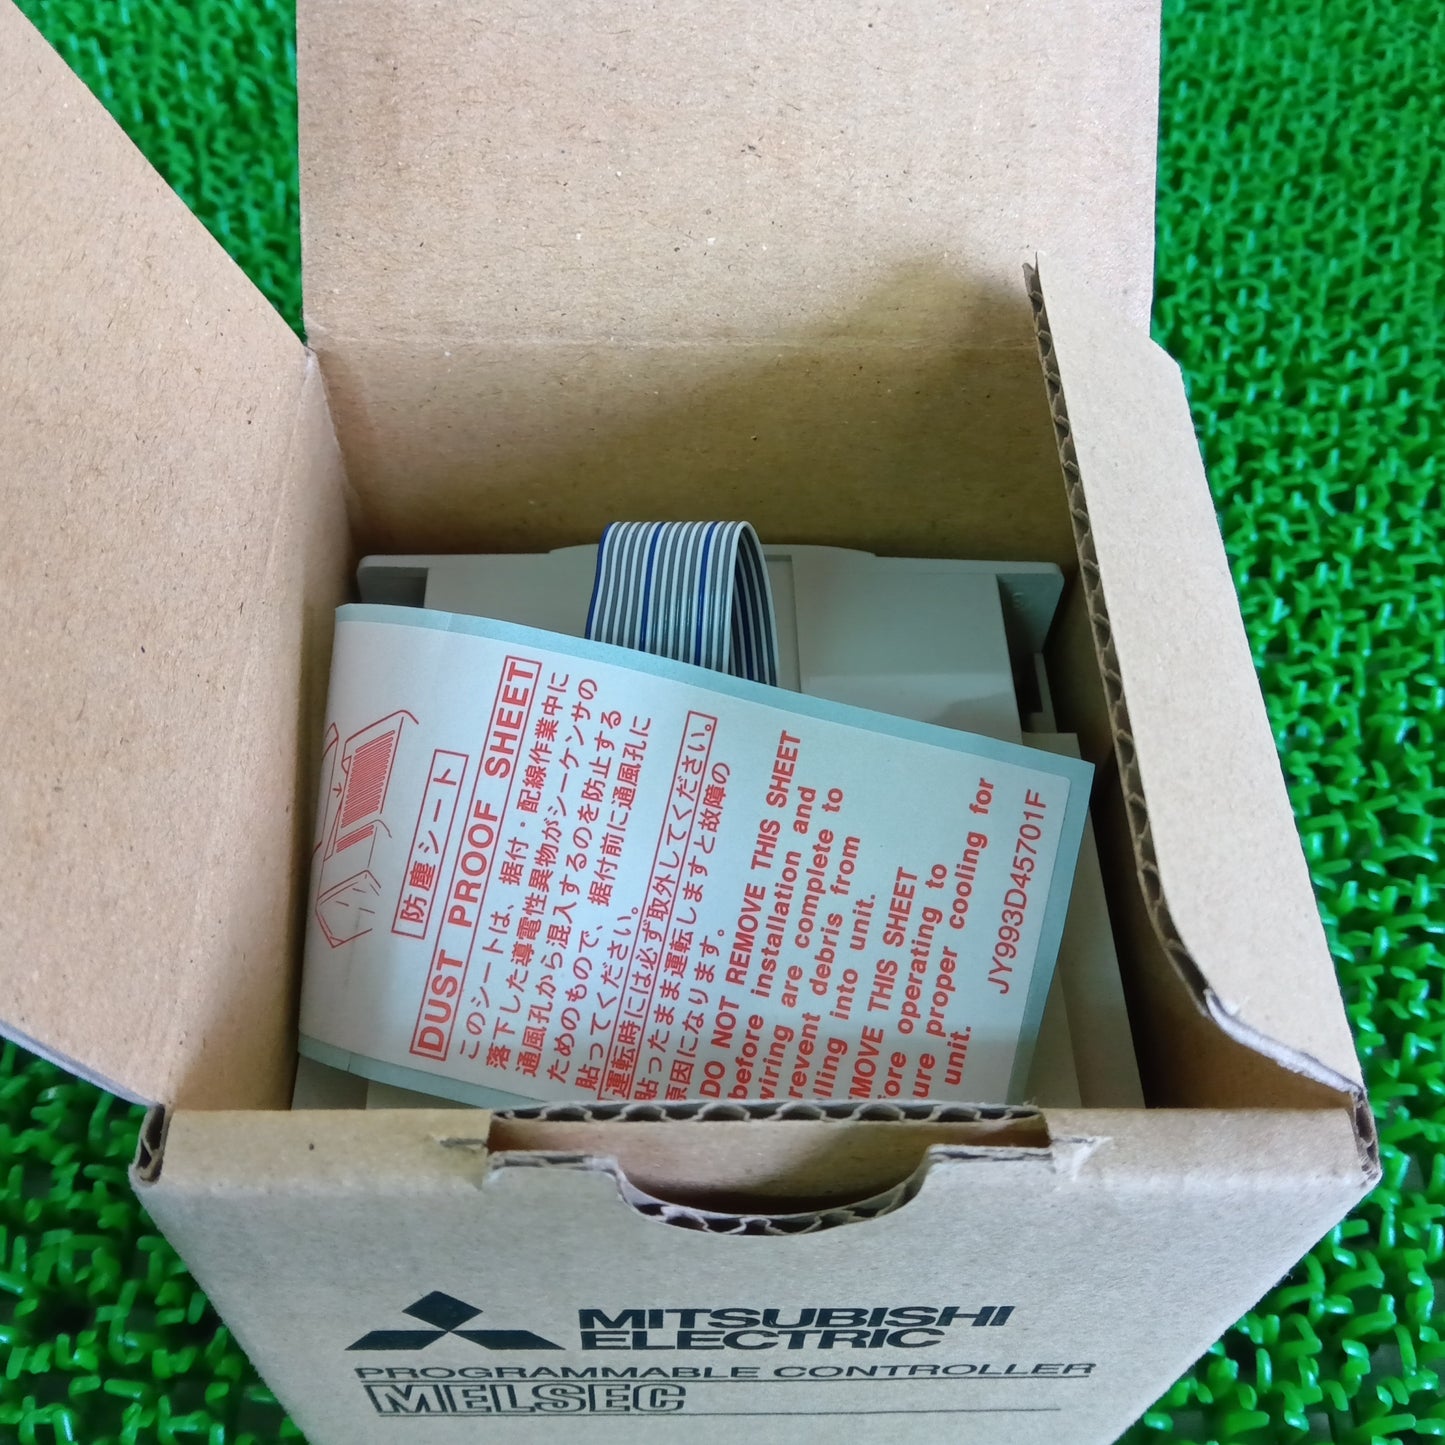 防塵シート
DUST PROOF SHEET
このシートは、据付・配線作業中に
落下した導電性異物がシーケンサの
通風孔から混入するのを防止する
ためのもので、据付前に通風孔に
貼ってください。
運転時には必ず取外してください。
貼ったまま運転しますと故障の
原因になります。
DO NOT REMOVE THIS SHEET
before installation and
wiring are complete to
revent debris from
lling into unit.
MOVE THIS SHEET
fore operating to
ure proper cooling for
unit.
JY993D45701F
MITSUBISHI
ELECTRIC
PROGRAMMABLE CONTROLLER
MELSEC